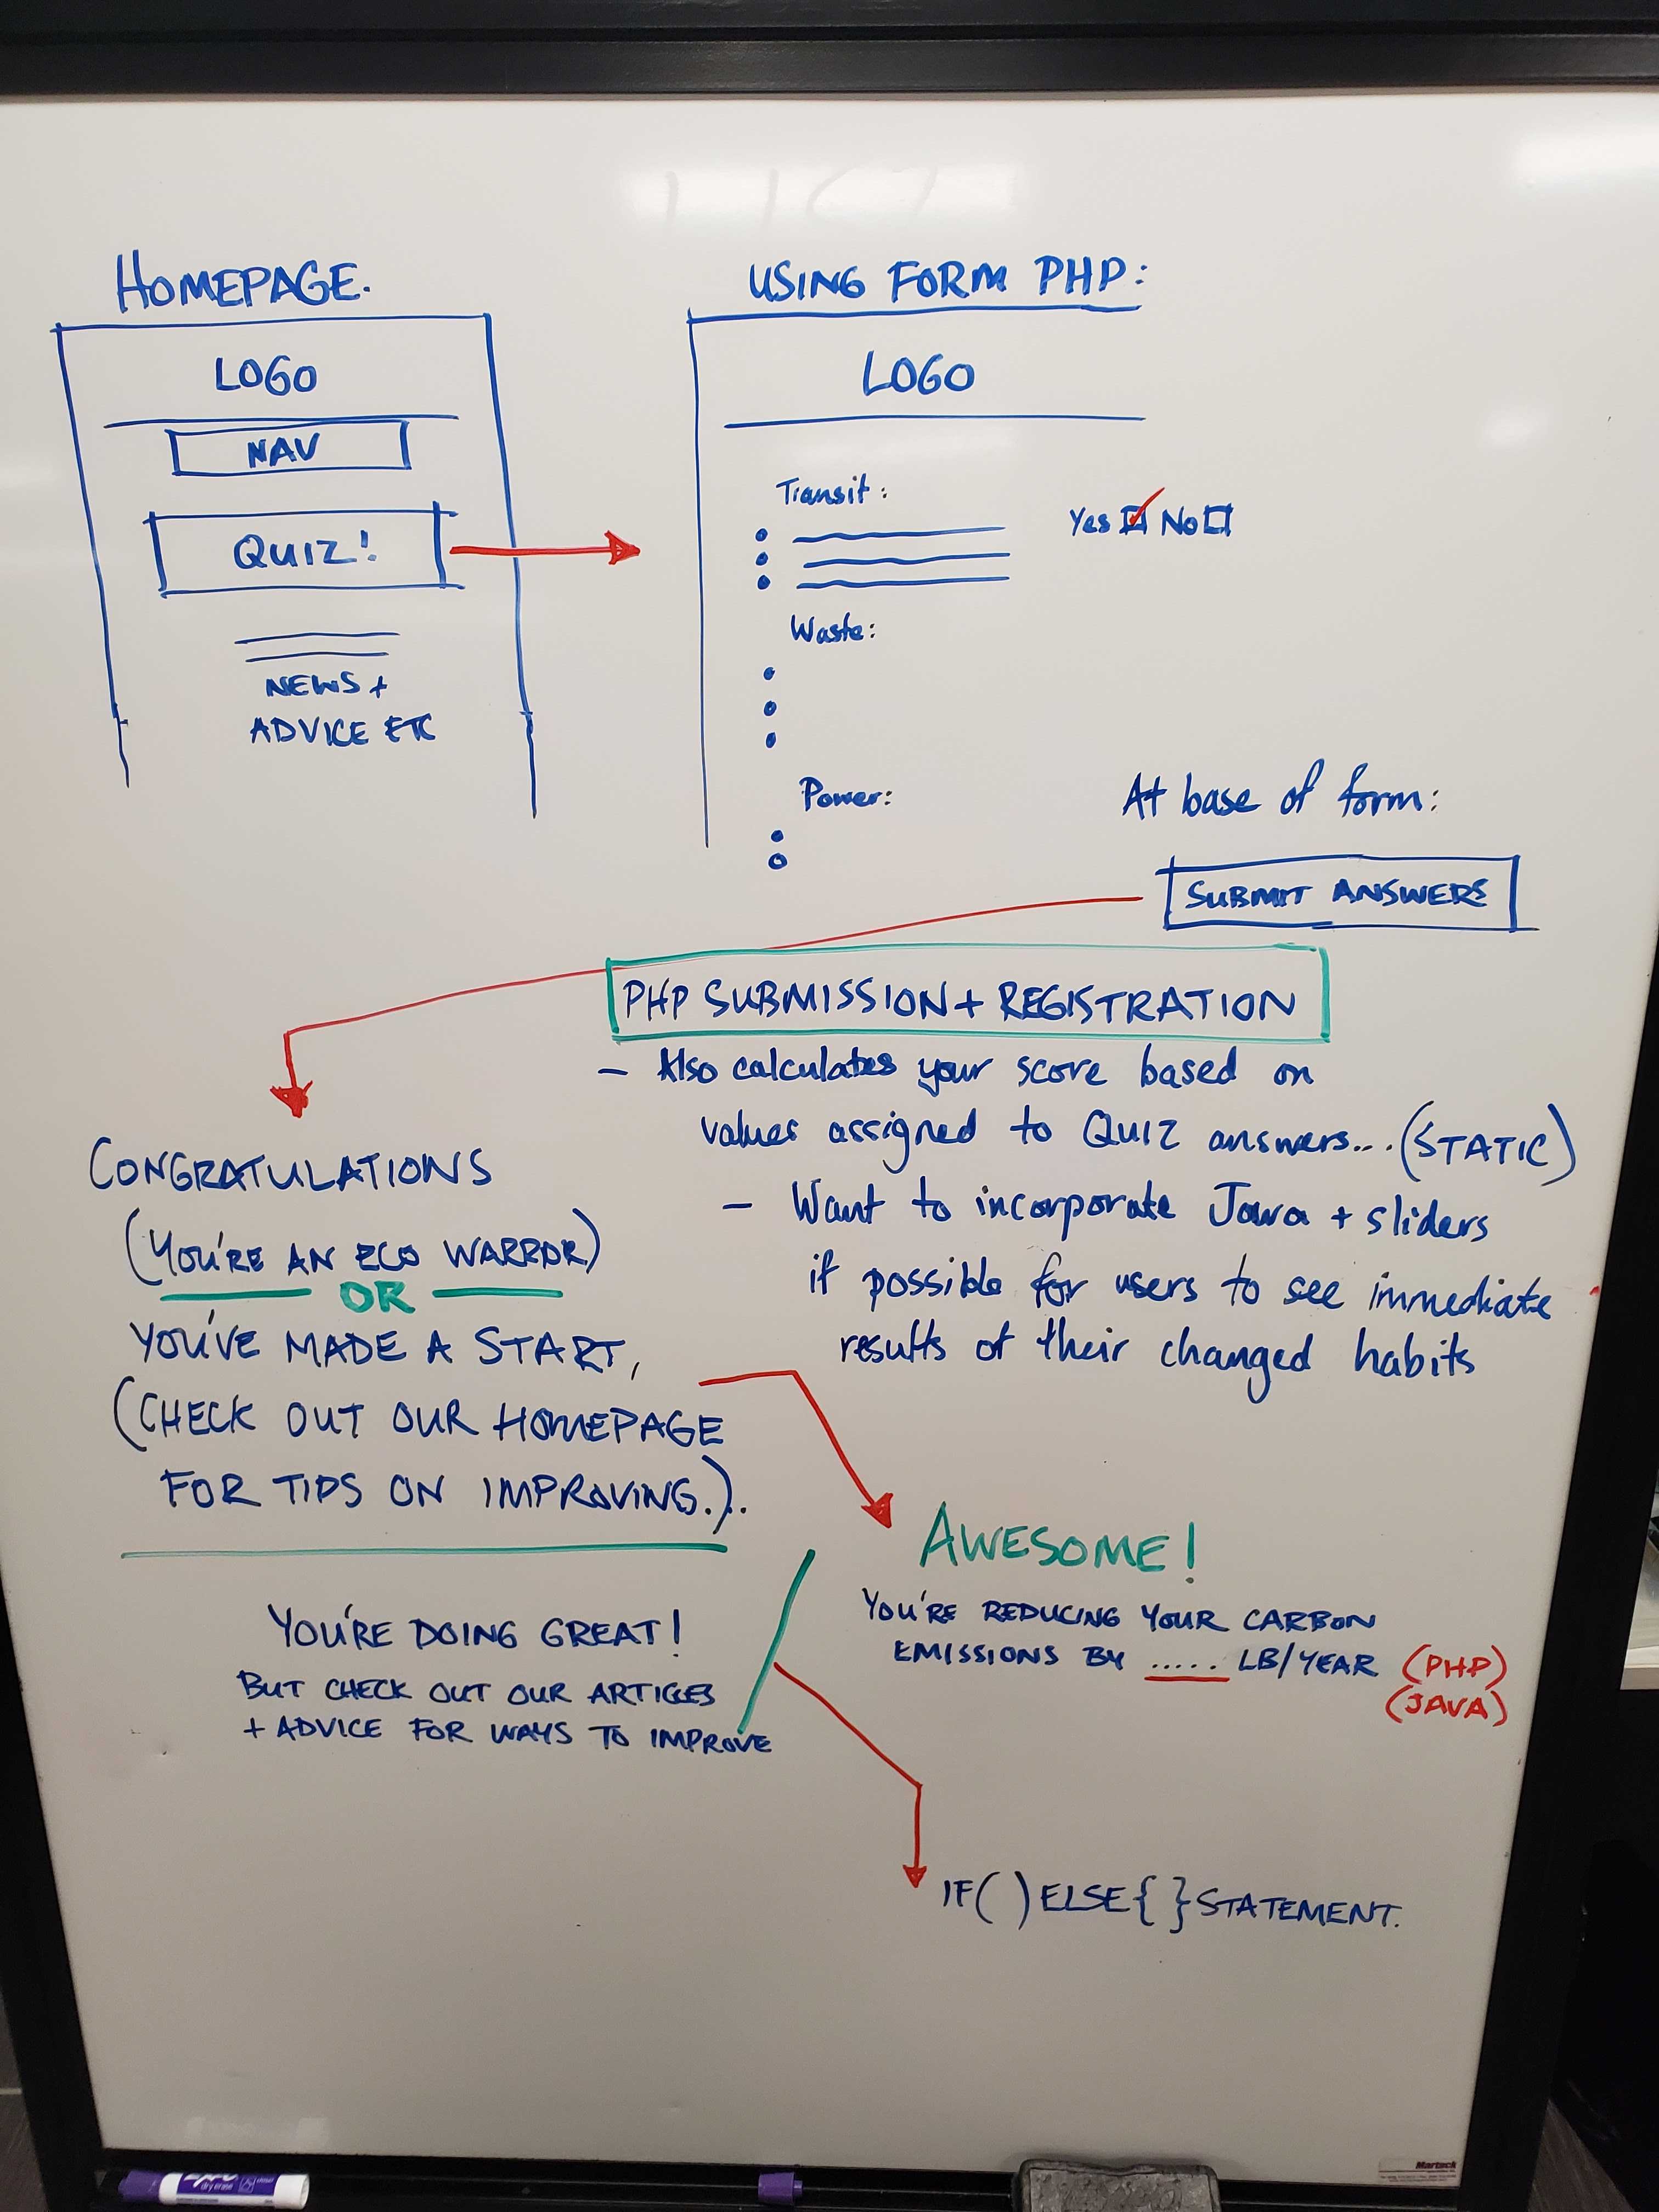 HOMEPAGE.
LOGO
NAV
QUIZ!
NEWS +
ADVICE ETC
USING FORM PHP:
LOGO
Transit:
Yes No
Waste:
Power:
At base of form:
SUBMIT ANSWERS
PHP SUBMISSION + REGISTRATION
- Also calculates your score based on
values assigned to QUIZ answers... (STATIC)
- Want to incorporate Java + sliders
if possible for users to see immediate
results of their changed habits
CONGRATULATIONS
(YOU'RE AN ECO WARRIOR)
OR
YOU'VE MADE A START,
(CHECK OUT OUR HOMEPAGE
FOR TIPS ON IMPROVING.).
YOU'RE DOING GREAT!
BUT CHECK OUT OUR ARTICLES
+ ADVICE FOR WAYS TO IMPROVE
AWESOME!
YOU'RE REDUCING YOUR CARBON
EMISSIONS BY ..... LB/YEAR (PHP)
(JAVA)
IF( ) ELSE{ } STATEMENT.
Martack
expo
dry erase